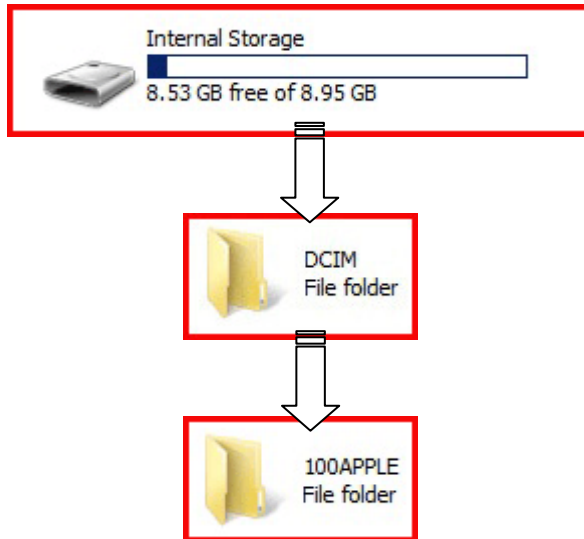 Internal Storage
8.53 GB free of 8.95 GB
DCIM
File folder
100APPLE
File folder